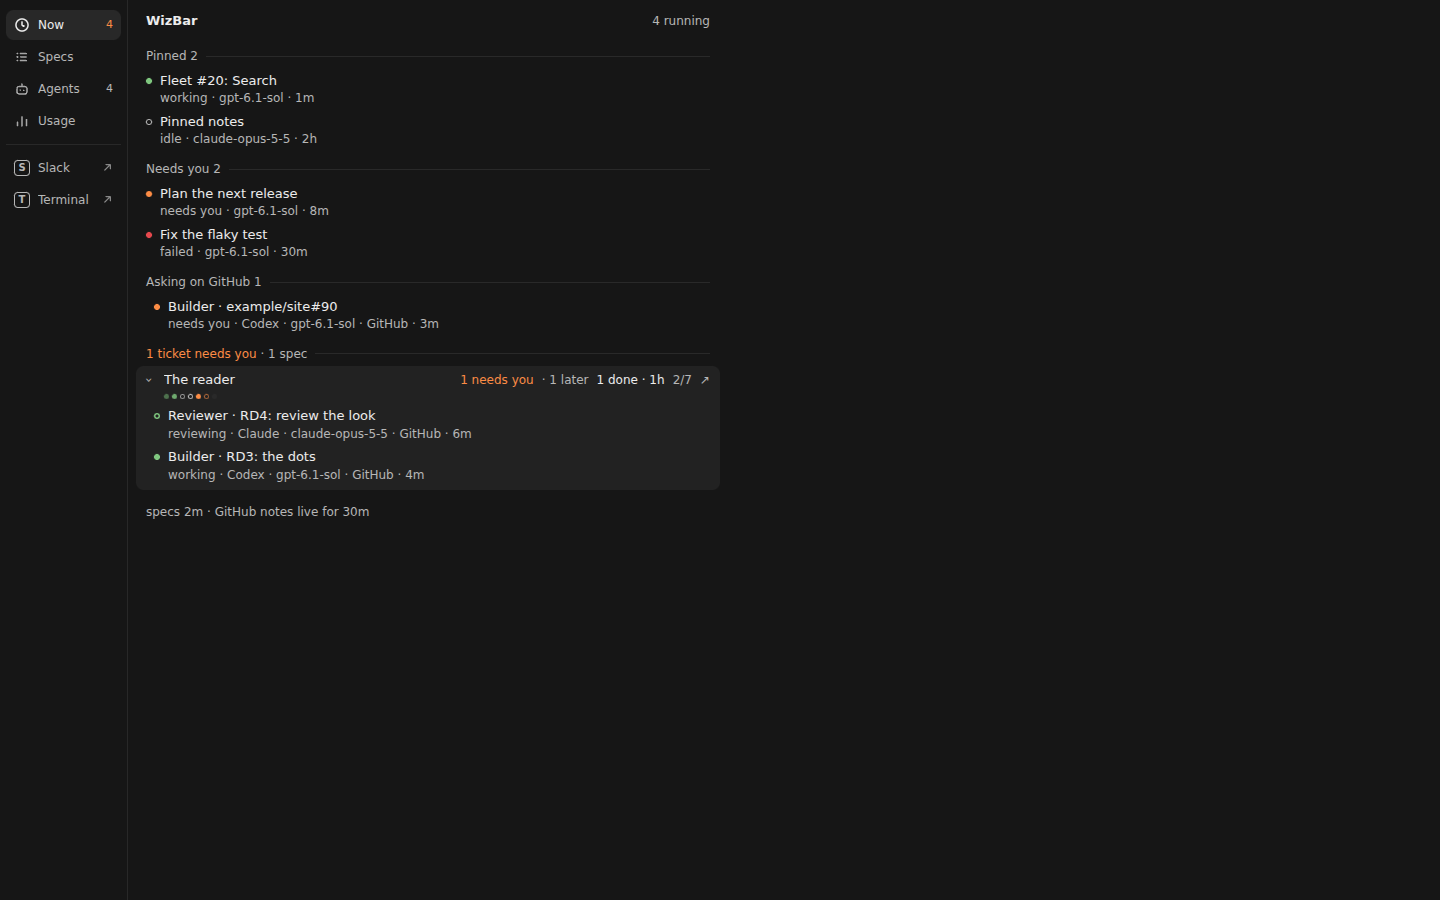 Now 4
Specs
Agents 4
Usage
S Slack ↗
T Terminal ↗
WizBar 4 running
Pinned 2
Fleet #20: Search
working · gpt-6.1-sol · 1m
Pinned notes
idle · claude-opus-5-5 · 2h
Needs you 2
Plan the next release
needs you · gpt-6.1-sol · 8m
Fix the flaky test
failed · gpt-6.1-sol · 30m
Asking on GitHub 1
Builder · example/site#90
needs you · Codex · gpt-6.1-sol · GitHub · 3m
1 ticket needs you · 1 spec
The reader 1 needs you · 1 later 1 done · 1h 2/7 ↗
Reviewer · RD4: review the look
reviewing · Claude · claude-opus-5-5 · GitHub · 6m
Builder · RD3: the dots
working · Codex · gpt-6.1-sol · GitHub · 4m
specs 2m · GitHub notes live for 30m